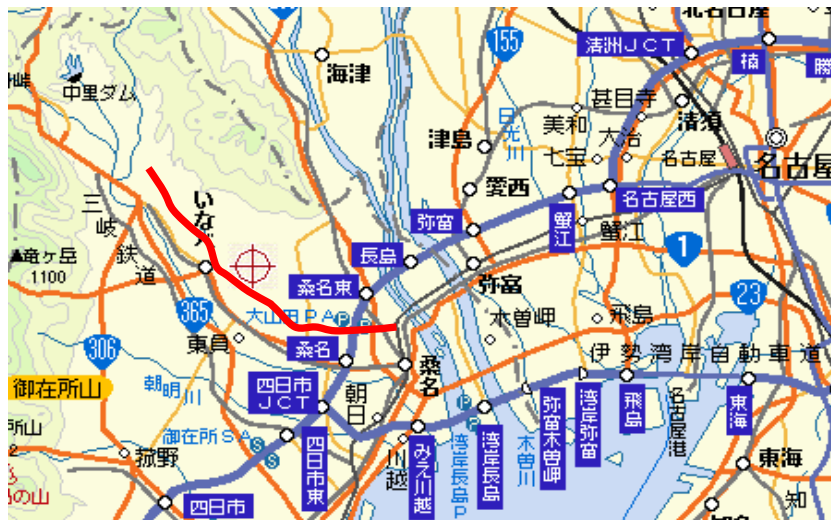 北名古屋
155
清洲JCT
楠
勝
海津
中里ダム
甚目寺
清須
日光川
美和
大治
津島
七宝
名古屋
名古屋
愛西
名古屋西
いなべ
三岐鉄道
弥富
蟹江
蟹江
1
長島
竜ヶ岳
1100
弥富
桑名東
23
365
大山田PA
木曽岬
飛島
東員
306
桑名
伊勢湾岸自動車道
御在所山
朝明川
四日市
JCT
朝日
桑名
弥富木曽岬
湾岸弥富
飛島
名古屋港
東海
御在所SA
四日市東
川越
みえ川越
湾岸長島P
湾岸長島
木曽川
菰野
東海
四日市
知